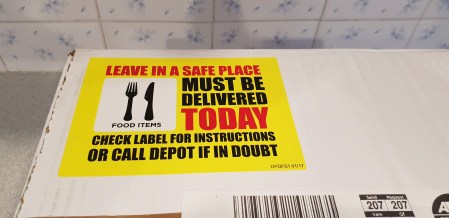 LEAVE IN A SAFE PLACE
MUST BE
DELIVERED
TODAY
FOOD ITEMS
CHECK LABEL FOR INSTRUCTIONS
OR CALL DEPOT IF IN DOUBT
207 207